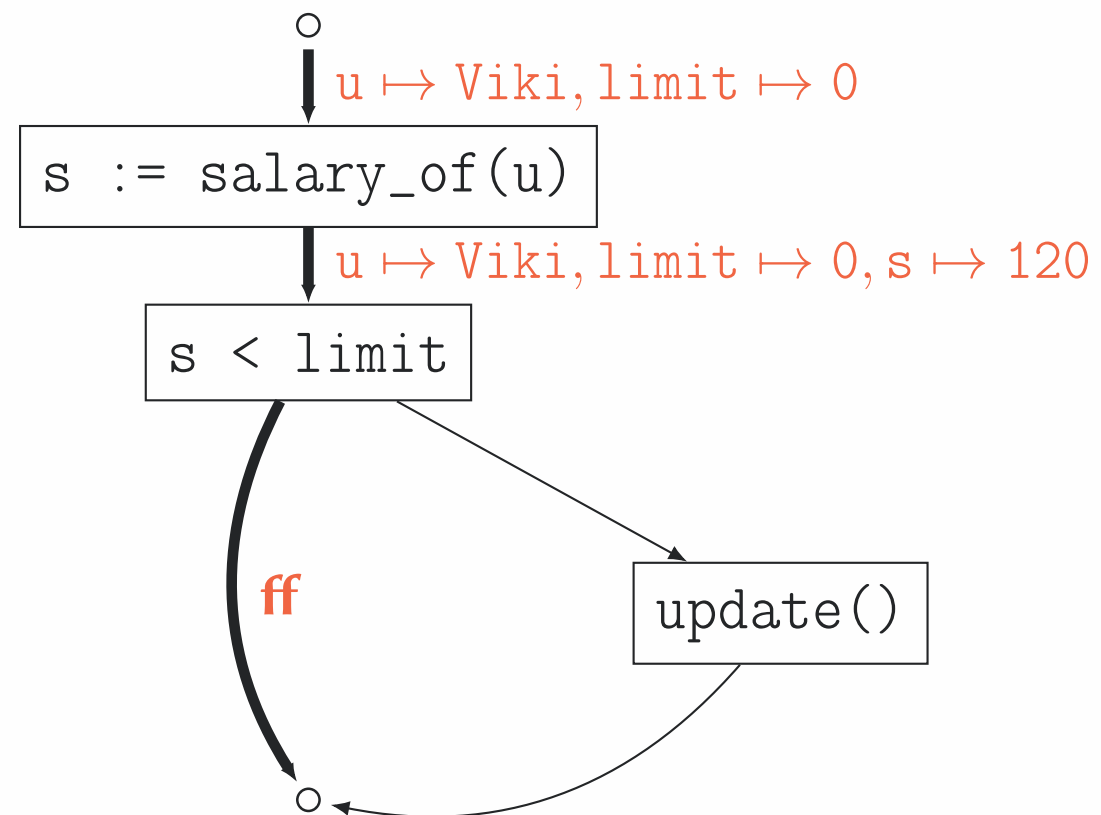 u ↦ Viki, limit ↦ 0
s := salary_of(u)
u ↦ Viki, limit ↦ 0, s ↦ 120
s < limit
ff
update()